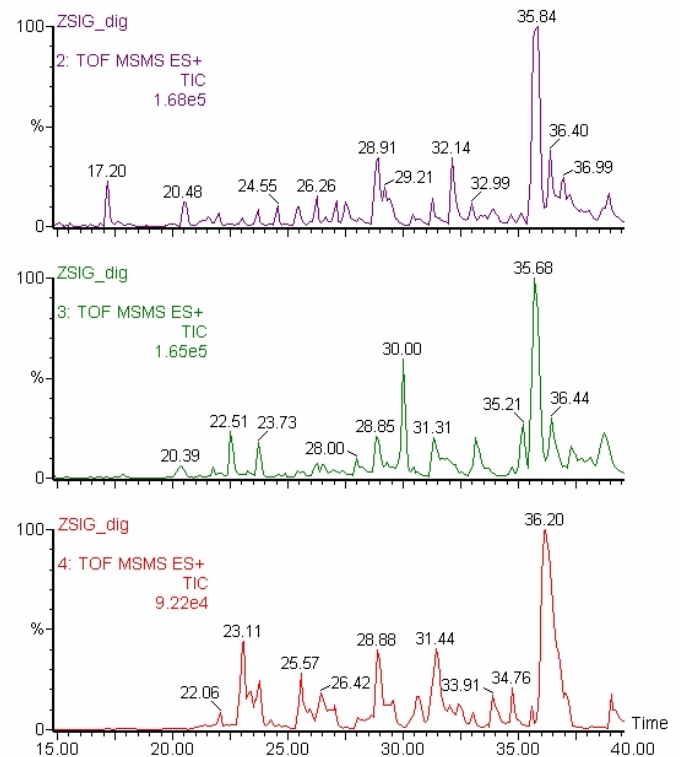 ZSIG_dig
35.84
100
2: TOF MSMS ES+
TIC
1.68e5
%
36.40
28.91
32.14
17.20
29.21
36.99
20.48
24.55
26.26
32.99
0
ZSIG_dig
35.68
100
3: TOF MSMS ES+
TIC
1.65e5
30.00
%
35.21
36.44
22.51
23.73
28.85
31.31
28.00
20.39
0
ZSIG_dig
36.20
100
4: TOF MSMS ES+
TIC
9.22e4
%
23.11
28.88
31.44
25.57
26.42
33.91
34.76
22.06
0
Time
15.00 20.00 25.00 30.00 35.00 40.00